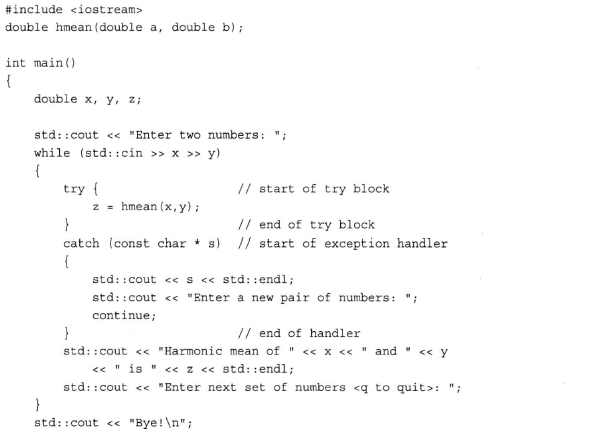 #include <iostream>
double hmean(double a, double b);
int main()
{
    double x, y, z;
    std::cout << "Enter two numbers: ";
    while (std::cin >> x >> y)
    {
        try {                   // start of try block
            z = hmean(x,y);
        }                       // end of try block
        catch (const char * s)  // start of exception handler
        {
            std::cout << s << std::endl;
            std::cout << "Enter a new pair of numbers: ";
            continue;
        }                       // end of handler
        std::cout << "Harmonic mean of " << x << " and " << y
            << " is " << z << std::endl;
        std::cout << "Enter next set of numbers <q to quit>: ";
    }
    std::cout << "Bye!\n";